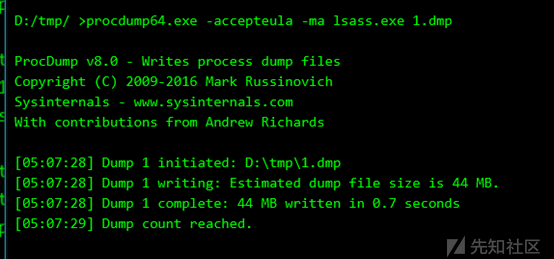 D:/tmp/ >procdump64.exe -accepteula -ma lsass.exe 1.dmp
ProcDump v8.0 - Writes process dump files
Copyright (C) 2009-2016 Mark Russinovich
Sysinternals - www.sysinternals.com
With contributions from Andrew Richards
[05:07:28] Dump 1 initiated: D:\tmp\1.dmp
[05:07:28] Dump 1 writing: Estimated dump file size is 44 MB.
[05:07:28] Dump 1 complete: 44 MB written in 0.7 seconds
[05:07:29] Dump count reached.
先知社区